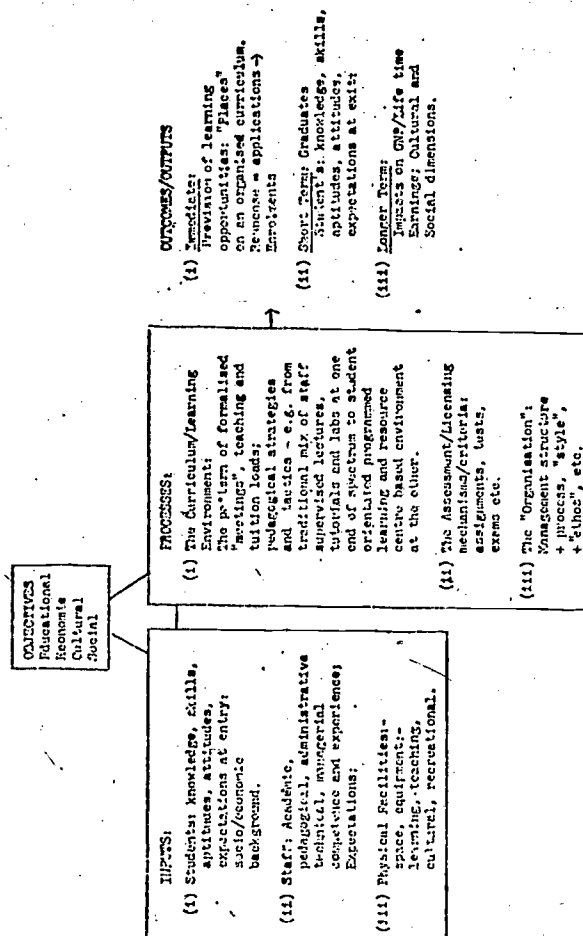 OBJECTIVES
Educational
Economic
Cultural
Social
INPUTS:
(i) Students: knowledge, skills,
aptitudes, attitudes,
expectations at entry:
socio/economic
background.
(ii) Staff: Academic,
pedagogical, administrative
technical, managerial
competence and experience;
Expectations:
(iii) Physical Facilities:-
space, equipment:-
learning, teaching,
cultural, recreational.
PROCESSES:
(i) The Curriculum/Learning
Environment:
The pattern of formalised
"meetings", teaching and
tuition loads;
pedagogical strategies
and tactics - e.g. from
traditional mix of staff
supervised lectures,
tutorials and labs at one
end of spectrum to student
orientated programmed
learning and resource
centre based environment
at the other.
(ii) The Assessment/Licensing
mechanisms/criteria:
assignments, tests,
exams etc.
(iii) The "Organisation":
Management structure
+ process, "style",
+ "ethos", etc.
OUTCOMES/OUTPUTS
(i) Immediate:
Provision of learning
opportunities: "Places"
on an organised curriculum.
Response = applications →
Enrolments
(ii) Short Term: Graduates
Student's: knowledge, skills,
aptitudes, attitudes,
expectations at exit:
(iii) Longer Term:
Impacts on GNP/Life time
Earnings; Cultural and
Social dimensions.